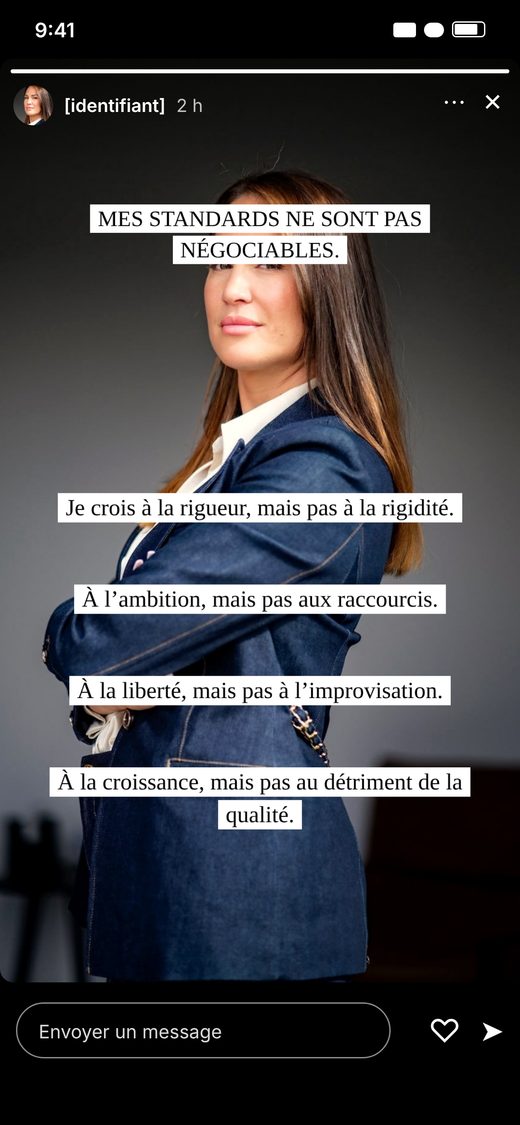 9:41
[identifiant] 2 h
MES STANDARDS NE SONT PAS
NÉGOCIABLES.
Je crois à la rigueur, mais pas à la rigidité.
À l’ambition, mais pas aux raccourcis.
À la liberté, mais pas à l’improvisation.
À la croissance, mais pas au détriment de la
qualité.
Envoyer un message